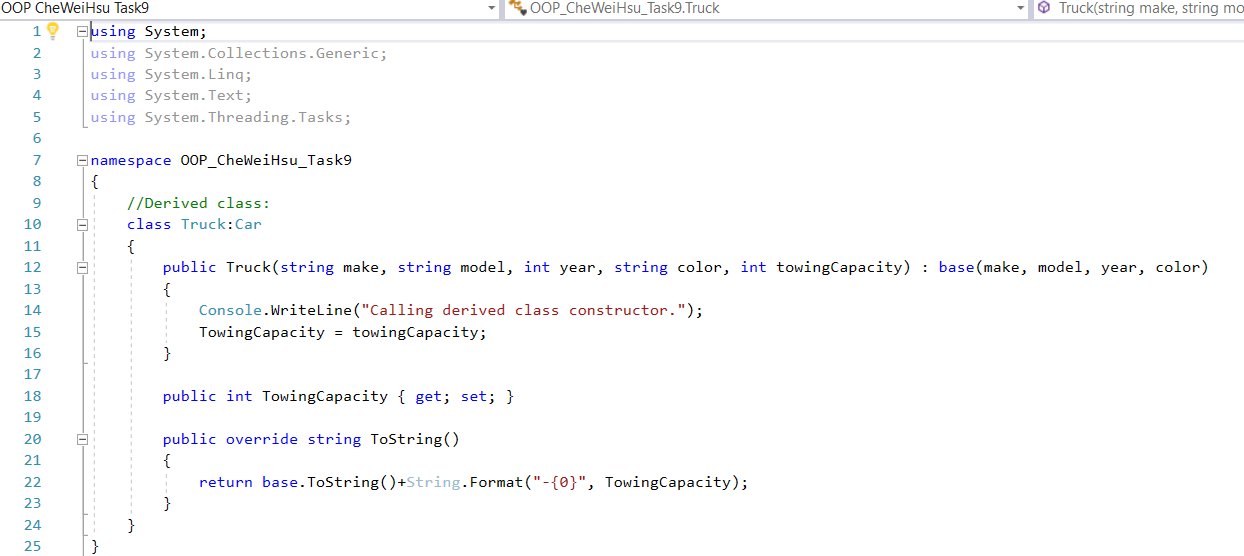 OOP CheWeiHsu Task9 OOP_CheWeiHsu_Task9.Truck Truck(string make, string mo
1 using System;
2 using System.Collections.Generic;
3 using System.Linq;
4 using System.Text;
5 using System.Threading.Tasks;
6
7 namespace OOP_CheWeiHsu_Task9
8 {
9 //Derived class:
10 class Truck:Car
11 {
12 public Truck(string make, string model, int year, string color, int towingCapacity) : base(make, model, year, color)
13 {
14 Console.WriteLine("Calling derived class constructor.");
15 TowingCapacity = towingCapacity;
16 }
17
18 public int TowingCapacity { get; set; }
19
20 public override string ToString()
21 {
22 return base.ToString()+String.Format("-{0}", TowingCapacity);
23 }
24 }
25 }